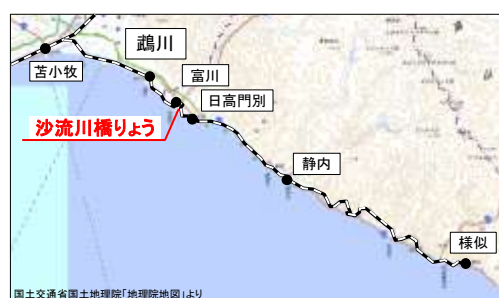 鵡川
苫小牧
富川
日高門別
沙流川橋りょう
静内
様似
国土交通省国土地理院「地理院地図」より